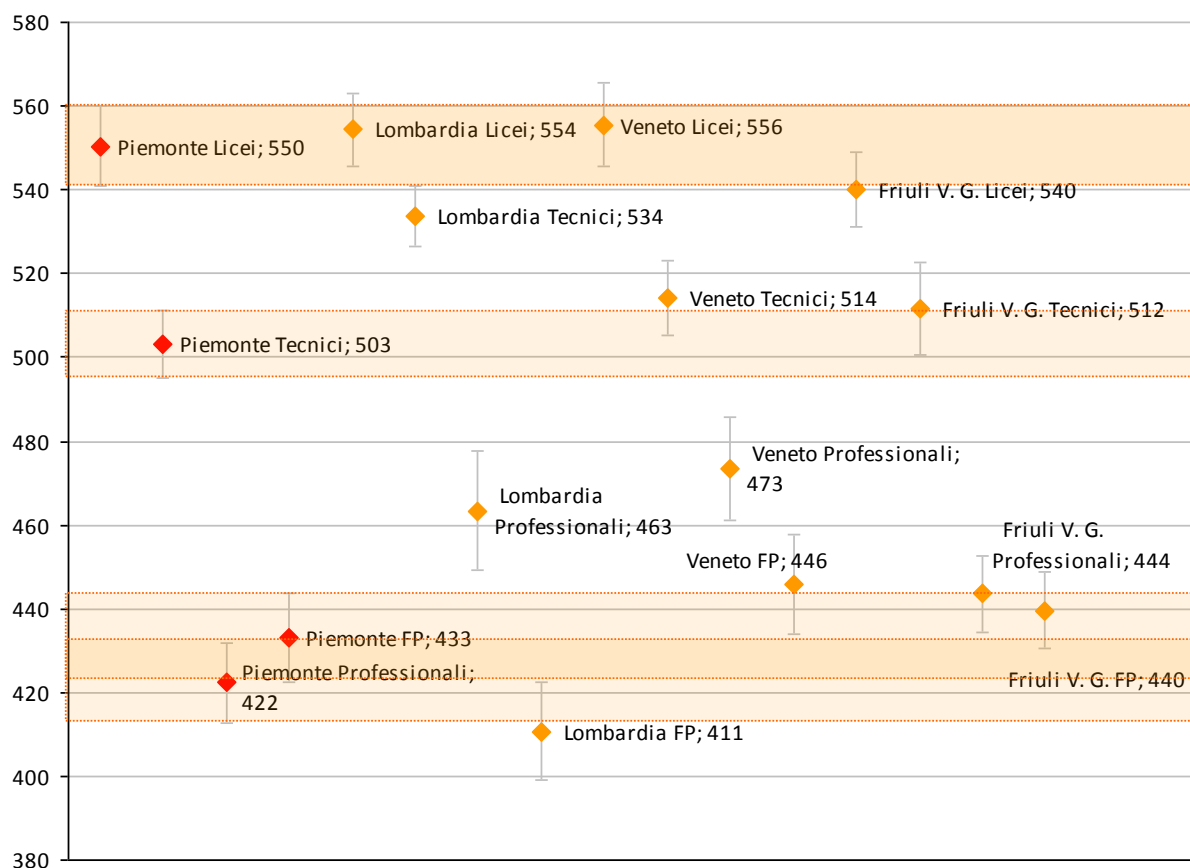 580
560
540
520
500
480
460
440
420
400
380
Piemonte Licei; 550
Lombardia Licei; 554
Veneto Licei; 556
Friuli V. G. Licei; 540
Lombardia Tecnici; 534
Veneto Tecnici; 514
Friuli V. G. Tecnici; 512
Piemonte Tecnici; 503
Veneto Professionali;
473
Lombardia
Professionali; 463
Friuli V. G.
Professionali; 444
Veneto FP; 446
Piemonte FP; 433
Piemonte Professionali;
422
Friuli V. G. FP; 440
Lombardia FP; 411